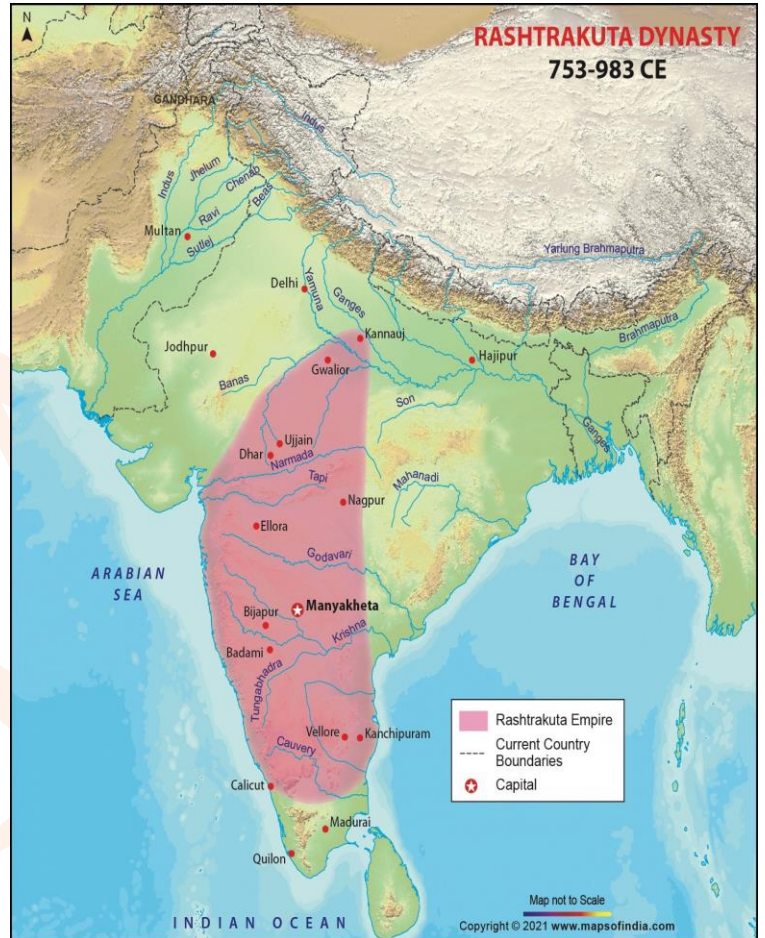 N
RASHTRAKUTA DYNASTY
753-983 CE
GANDHARA
Indus
Indus
Jhelum
Chenab
Ravi
Beas
Multan
Sutlej
Yarlung Brahmaputra
Delhi
Yamuna
Ganges
Brahmaputra
Kannauj
Jodhpur
Gwalior
Hajipur
Banas
Son
Ganges
Ujjain
Dhar
Narmada
Tapi
Mahanadi
Nagpur
Ellora
Godavari
ARABIAN
SEA
BAY
OF
BENGAL
Manyakheta
Bijapur
Krishna
Badami
Tungabhadra
Rashtrakuta Empire
Current Country
Boundaries
Capital
Vellore
Kanchipuram
Cauvery
Calicut
Madurai
Quilon
Map not to Scale
INDIAN OCEAN
Copyright © 2021 www.mapsofindia.com